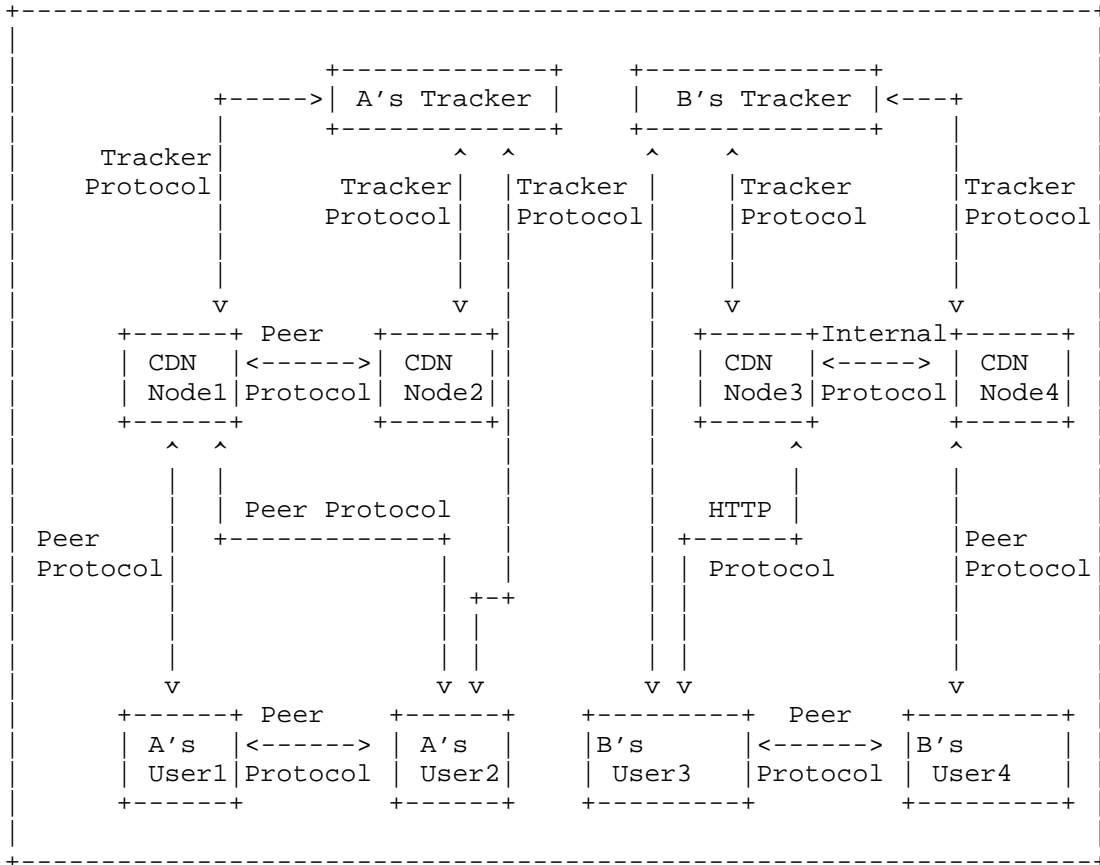 A's Tracker B's Tracker
Tracker
Protocol Tracker Tracker Tracker Tracker
Protocol Protocol Protocol Protocol
Peer Internal
CDN CDN CDN CDN
Node1 Protocol Node2 Node3 Protocol Node4
Peer Protocol HTTP
Peer Peer
Protocol Protocol Protocol
Peer Peer
A's A's B's B's
User1 Protocol User2 User3 Protocol User4